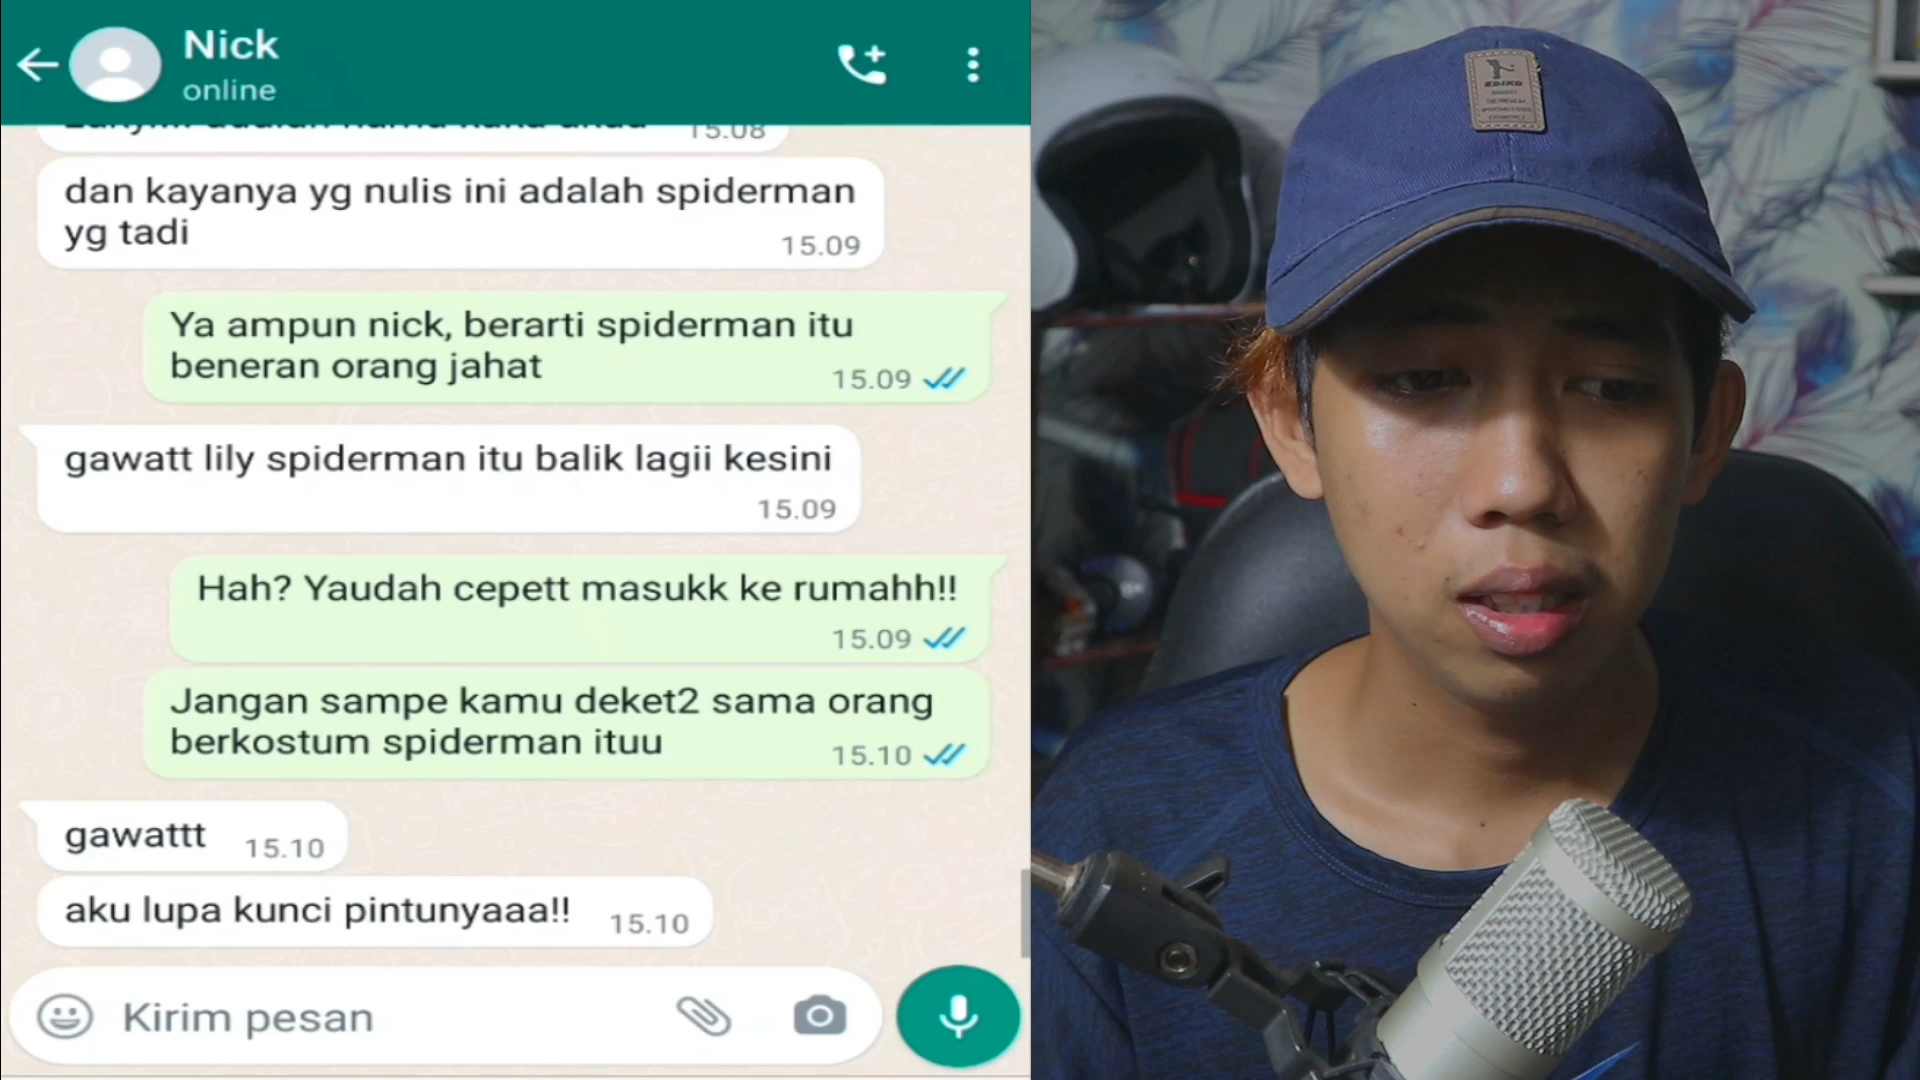 Nick
online
15.08
dan kayanya yg nulis ini adalah spiderman
yg tadi
15.09
Ya ampun nick, berarti spiderman itu
beneran orang jahat
15.09
gawatt lily spiderman itu balik lagii kesini
15.09
Hah? Yaudah cepett masukk ke rumahh!!
15.09
Jangan sampe kamu deket2 sama orang
berkostum spiderman ituu
15.10
gawattt 15.10
aku lupa kunci pintunyaaa!! 15.10
Kirim pesan
EDIKO